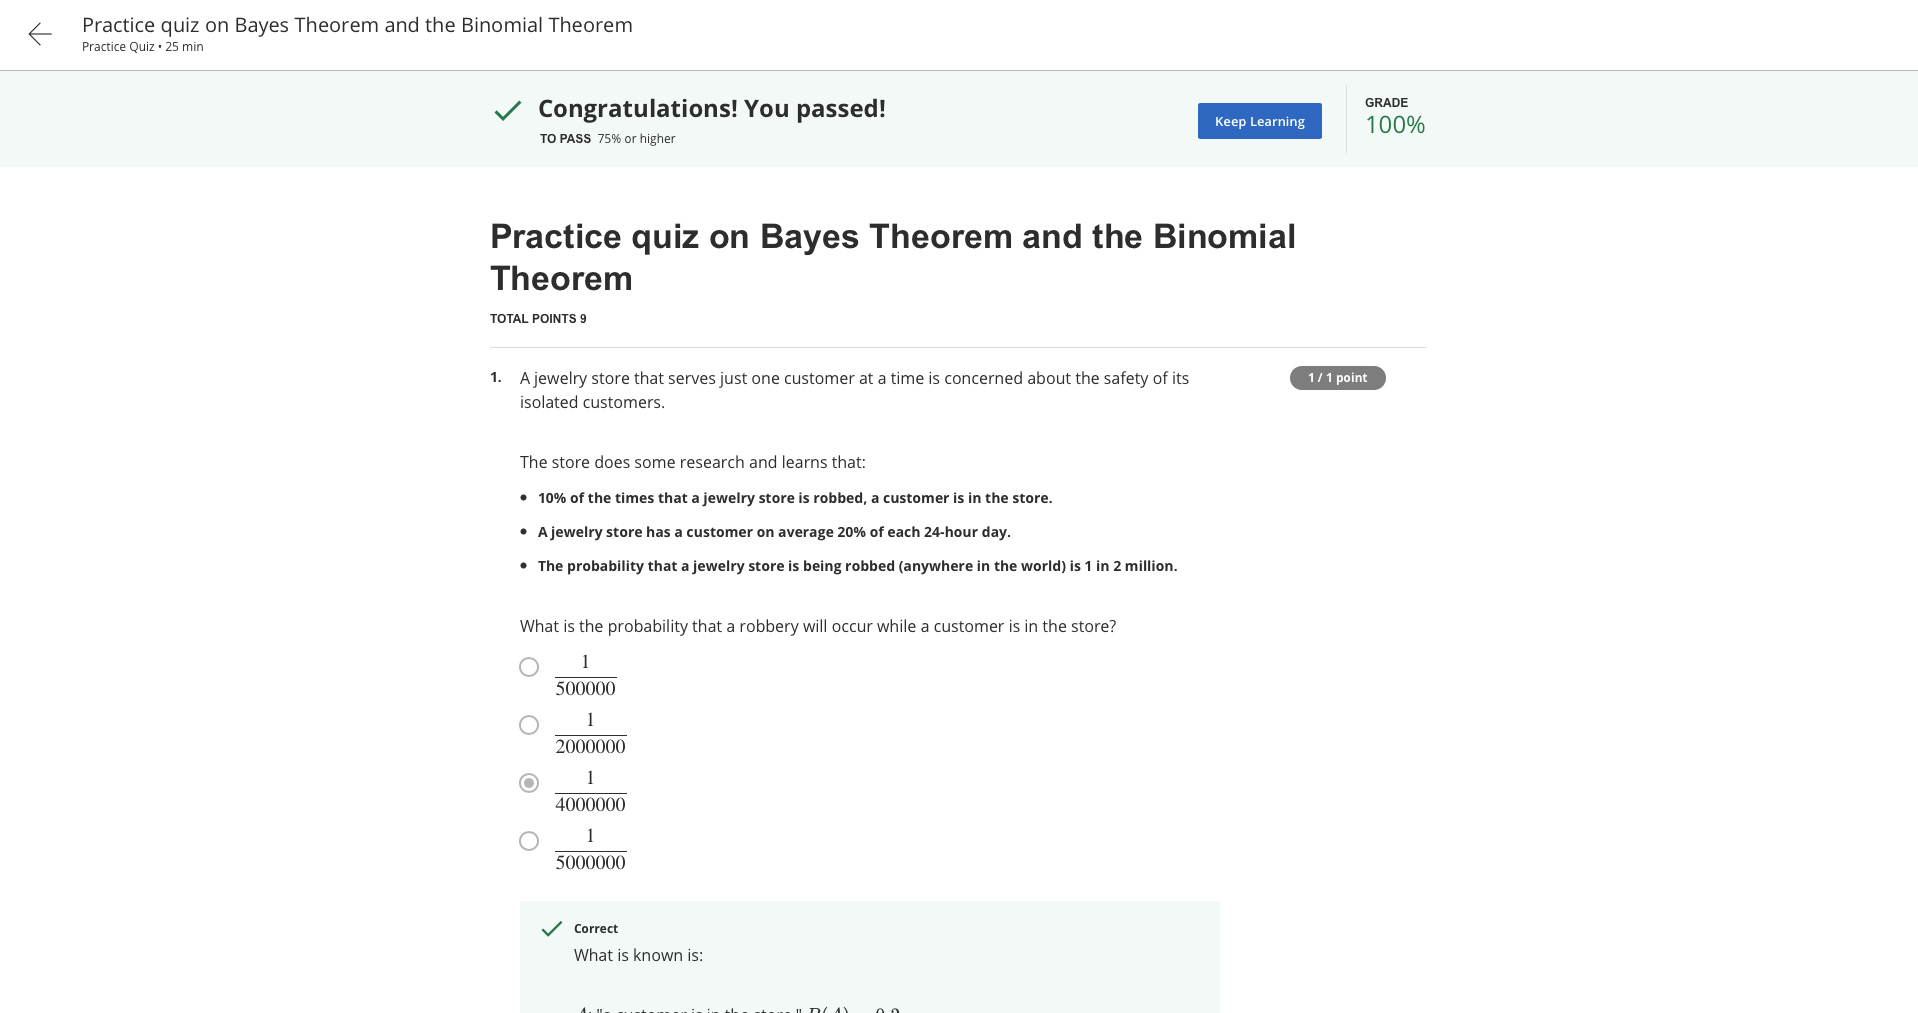 Practice quiz on Bayes Theorem and the Binomial Theorem
Practice Quiz • 25 min
Congratulations! You passed!
TO PASS 75% or higher
Keep Learning
GRADE
100%
Practice quiz on Bayes Theorem and the Binomial
Theorem
TOTAL POINTS 9
1. A jewelry store that serves just one customer at a time is concerned about the safety of its
isolated customers.
1 / 1 point
The store does some research and learns that:
• 10% of the times that a jewelry store is robbed, a customer is in the store.
• A jewelry store has a customer on average 20% of each 24-hour day.
• The probability that a jewelry store is being robbed (anywhere in the world) is 1 in 2 million.
What is the probability that a robbery will occur while a customer is in the store?
1
500000
1
2000000
1
4000000
1
5000000
Correct
What is known is:
A: "a customer is in the store," P(A) = 0.2